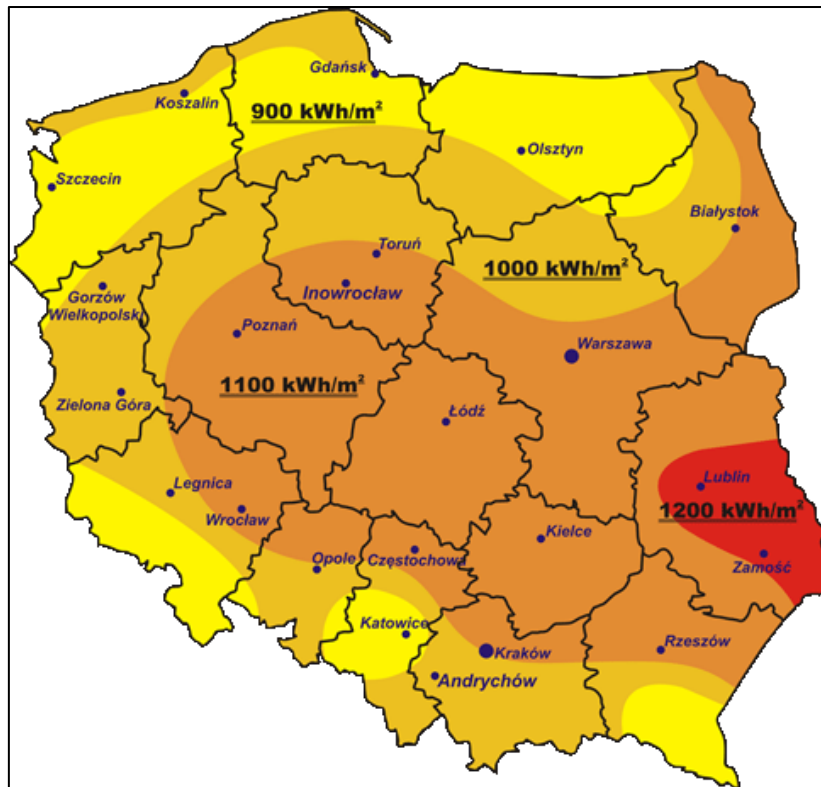 Gdańsk
Koszalin
900 kWh/m²
Olsztyn
Szczecin
Białystok
Toruń
1000 kWh/m²
Gorzów
Wielkopolski
Inowrocław
Poznań
Warszawa
1100 kWh/m²
Zielona Góra
Łódź
Legnica
Lublin
Wrocław
1200 kWh/m²
Kielce
Opole
Częstochowa
Zamość
Katowice
Kraków
Rzeszów
Andrychów